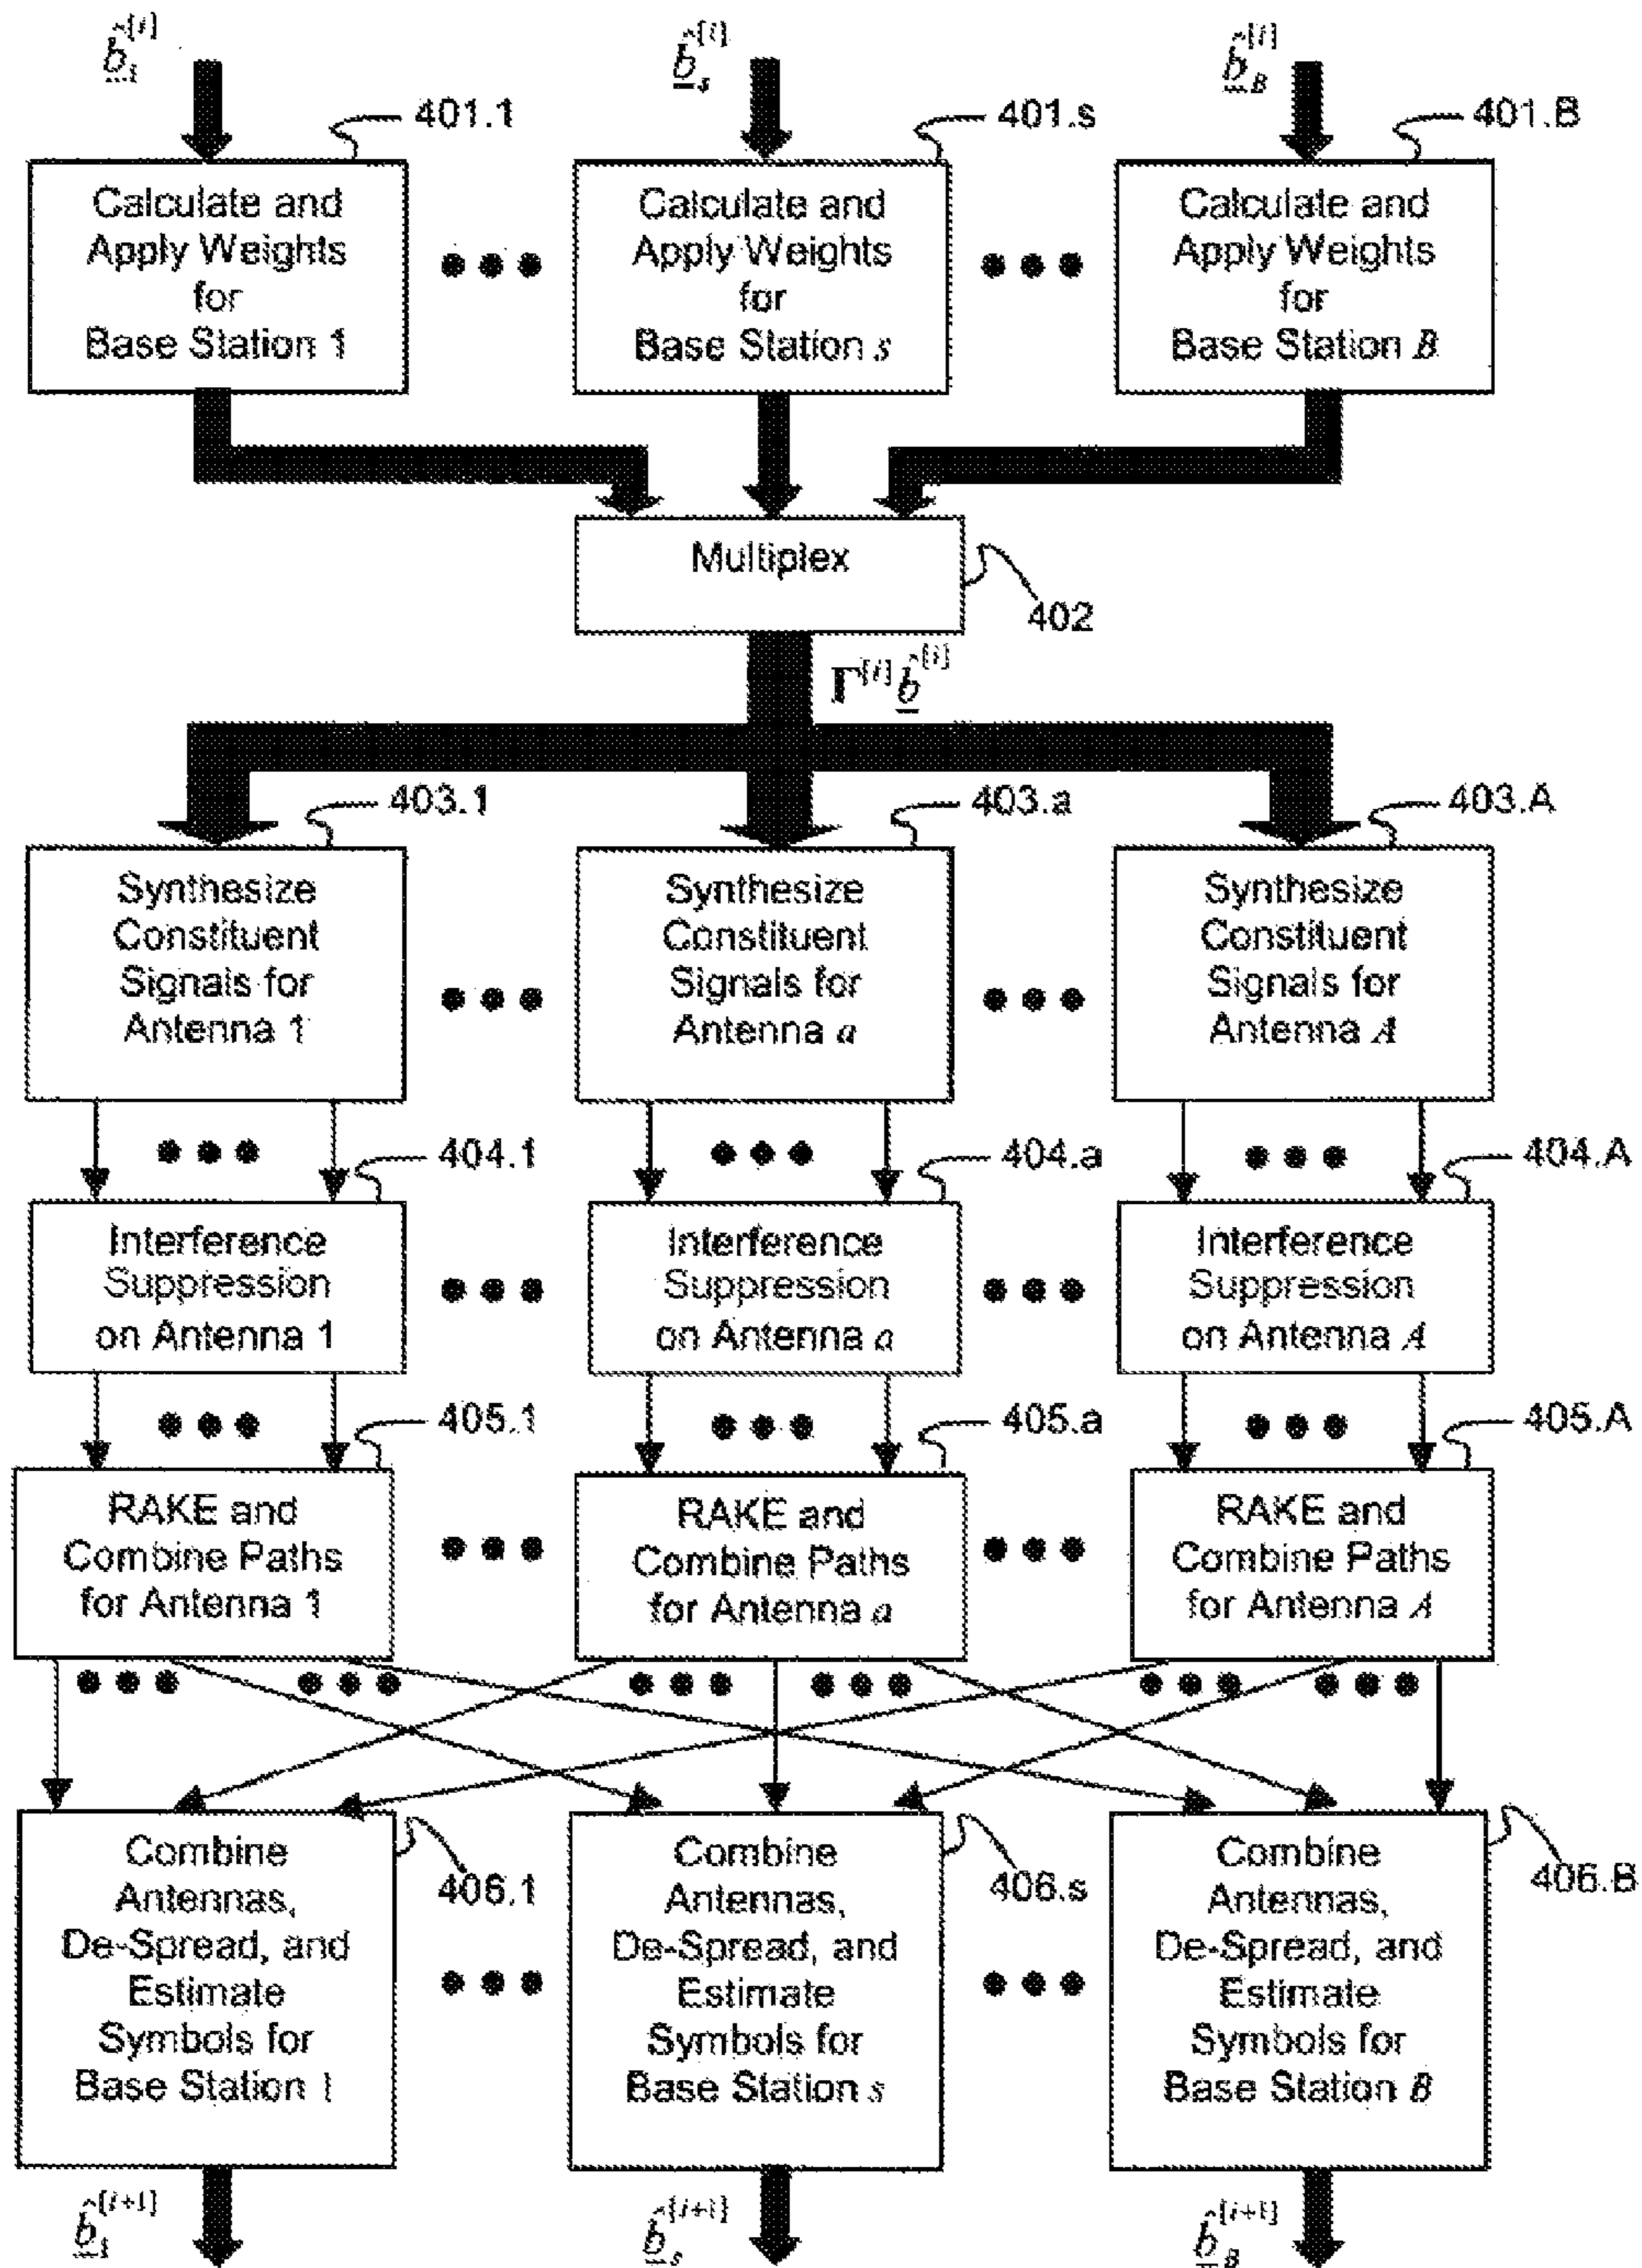 b̂₁^[i]
b̂ₛ^[i]
b̂_B^[i]
401.1
401.s
401.B
Calculate and
Apply Weights
for
Base Station 1
Calculate and
Apply Weights
for
Base Station s
Calculate and
Apply Weights
for
Base Station B
Multiplex
402
Γ^[i] b̂^[i]
403.1
403.a
403.A
Synthesize
Constituent
Signals for
Antenna 1
Synthesize
Constituent
Signals for
Antenna a
Synthesize
Constituent
Signals for
Antenna A
404.1
404.a
404.A
Interference
Suppression
on Antenna 1
Interference
Suppression
on Antenna a
Interference
Suppression
on Antenna A
405.1
405.a
405.A
RAKE and
Combine Paths
for Antenna 1
RAKE and
Combine Paths
for Antenna a
RAKE and
Combine Paths
for Antenna A
406.1
406.s
406.B
Combine
Antennas,
De-Spread, and
Estimate
Symbols for
Base Station 1
Combine
Antennas,
De-Spread, and
Estimate
Symbols for
Base Station s
Combine
Antennas,
De-Spread, and
Estimate
Symbols for
Base Station B
b̂₁^[i+1]
b̂ₛ^[i+1]
b̂_B^[i+1]